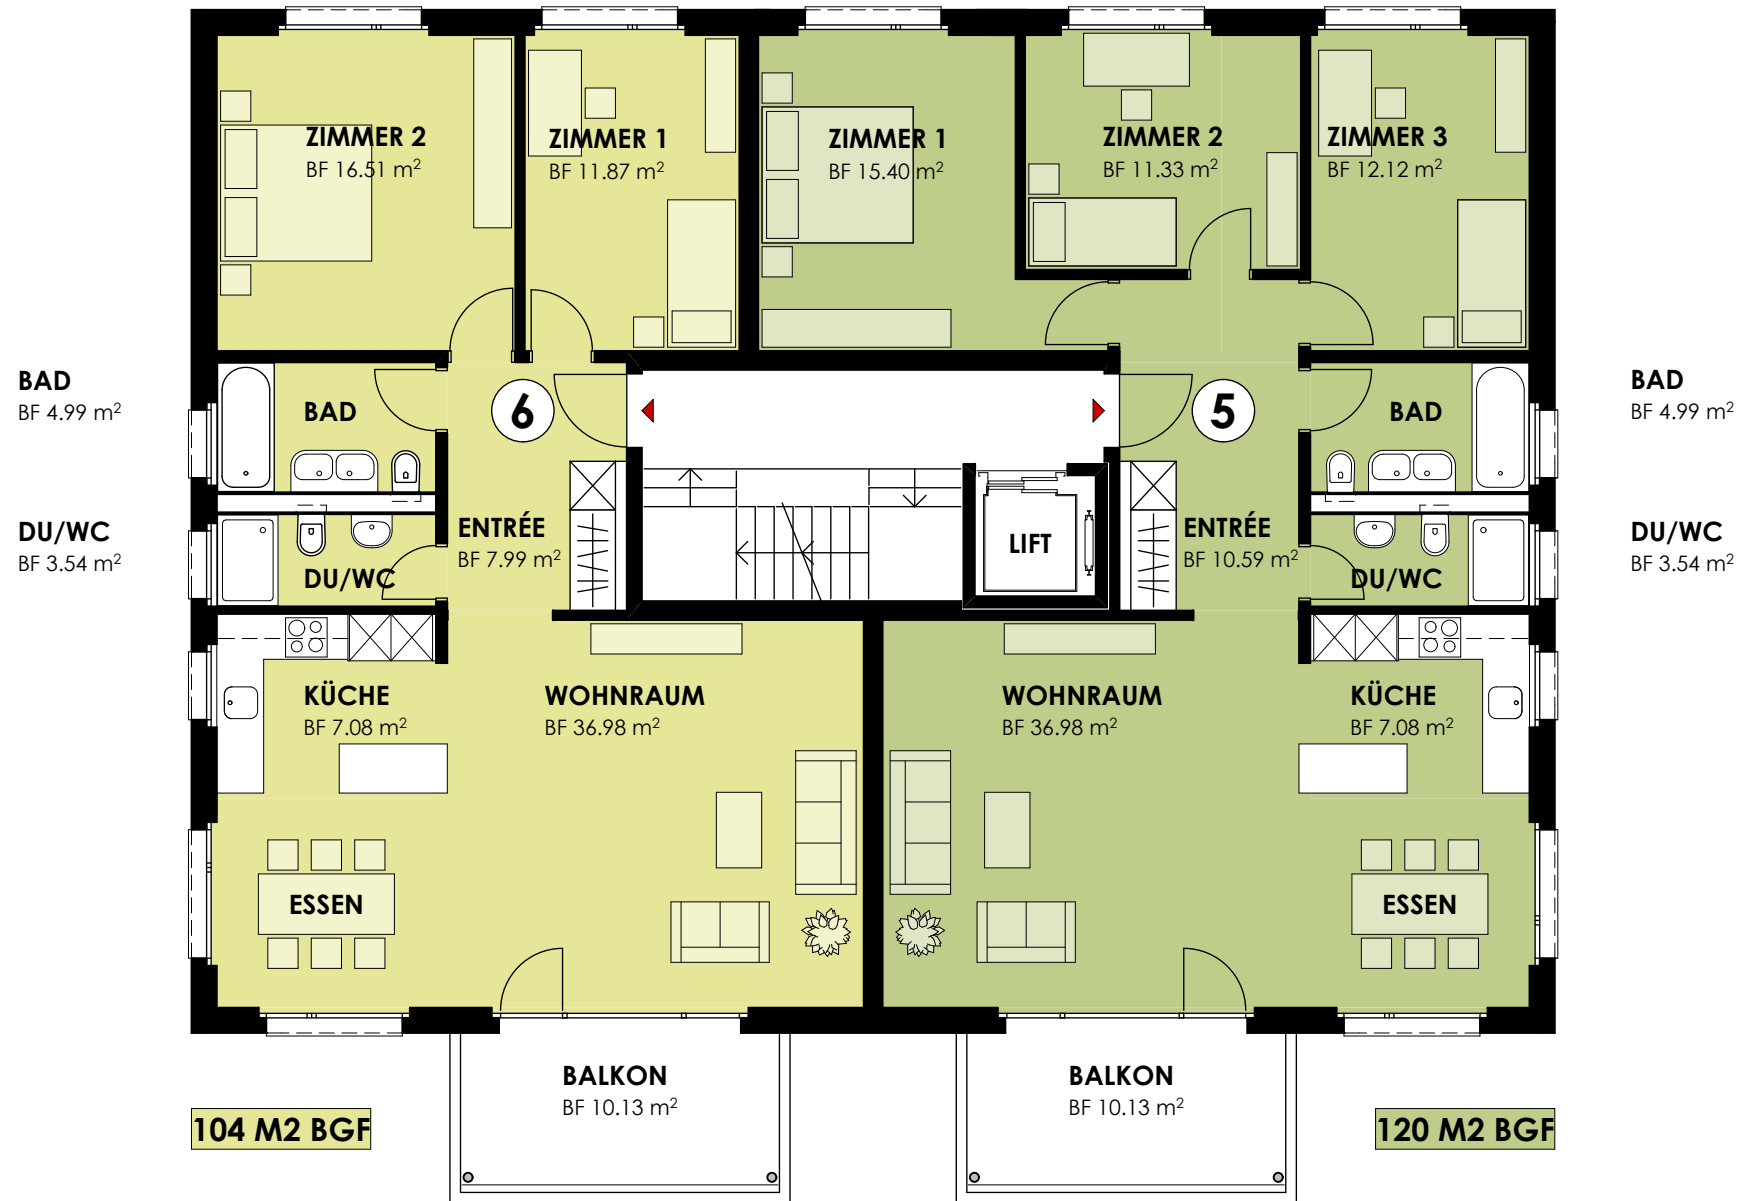 ZIMMER 2
BF 16.51 m²
ZIMMER 1
BF 11.87 m²
ZIMMER 1
BF 15.40 m²
ZIMMER 2
BF 11.33 m²
ZIMMER 3
BF 12.12 m²
BAD
BF 4.99 m²
BAD
6
5
BAD
BAD
BF 4.99 m²
DU/WC
BF 3.54 m²
DU/WC
ENTRÉE
BF 7.99 m²
LIFT
ENTRÉE
BF 10.59 m²
DU/WC
DU/WC
BF 3.54 m²
KÜCHE
BF 7.08 m²
WOHNRAUM
BF 36.98 m²
WOHNRAUM
BF 36.98 m²
KÜCHE
BF 7.08 m²
ESSEN
ESSEN
BALKON
BF 10.13 m²
BALKON
BF 10.13 m²
104 M2 BGF
120 M2 BGF